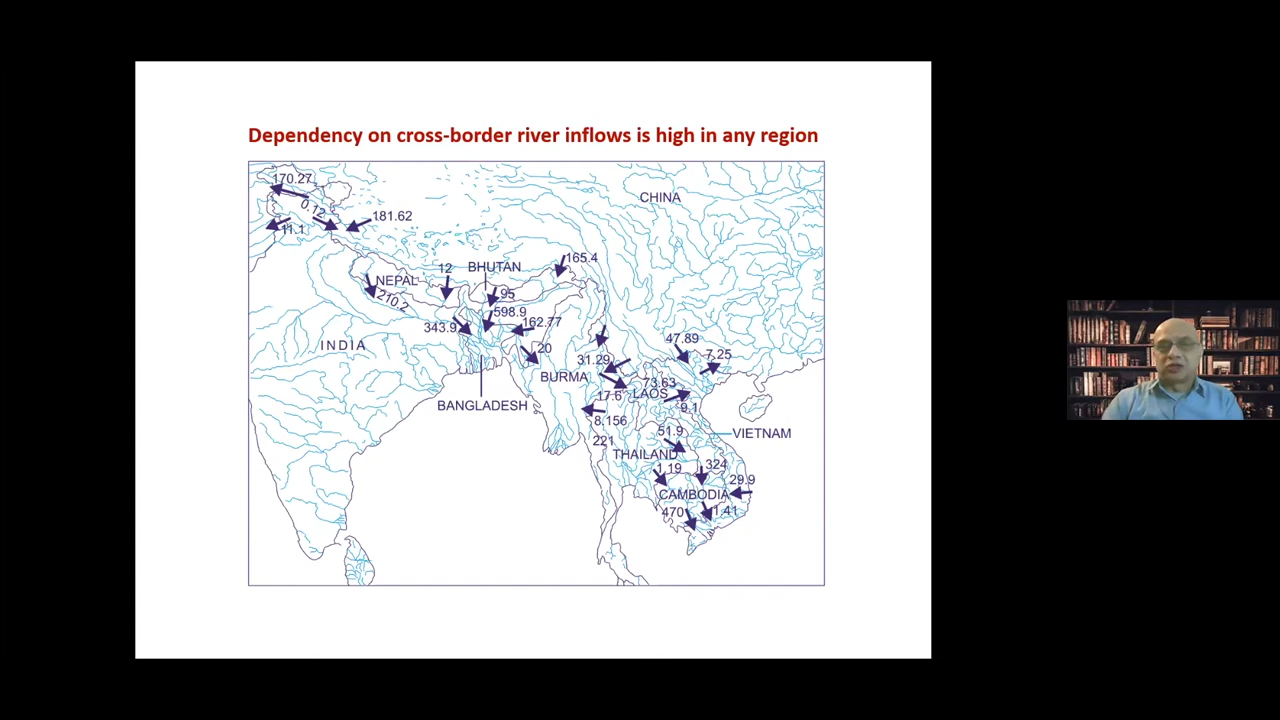 Dependency on cross-border river inflows is high in any region
170.27
0.12
181.62
11.1
CHINA
12
BHUTAN
165.4
NEPAL
210.2
95
598.9
343.9
162.77
INDIA
20
47.89
7.25
31.29
BURMA
73.63
17.6
LAOS
9.1
BANGLADESH
8.156
51.9
VIETNAM
221
THAILAND
1.19
324
29.9
CAMBODIA
470
1.41